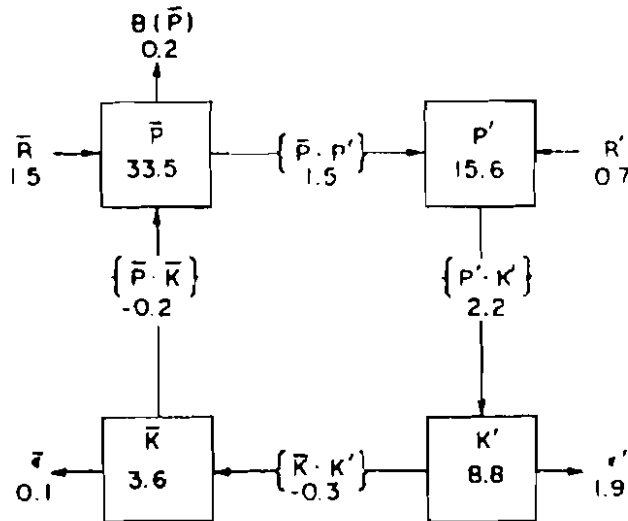 B(P̄)
0.2
R̄
1.5
P̄
33.5
{P̄ · P′}
1.5
P′
15.6
R′
0.7
{P̄ · K̄}
-0.2
{P′ · K′}
2.2
0.1
K̄
3.6
{K̄ · K′}
-0.3
K′
8.8
1.9